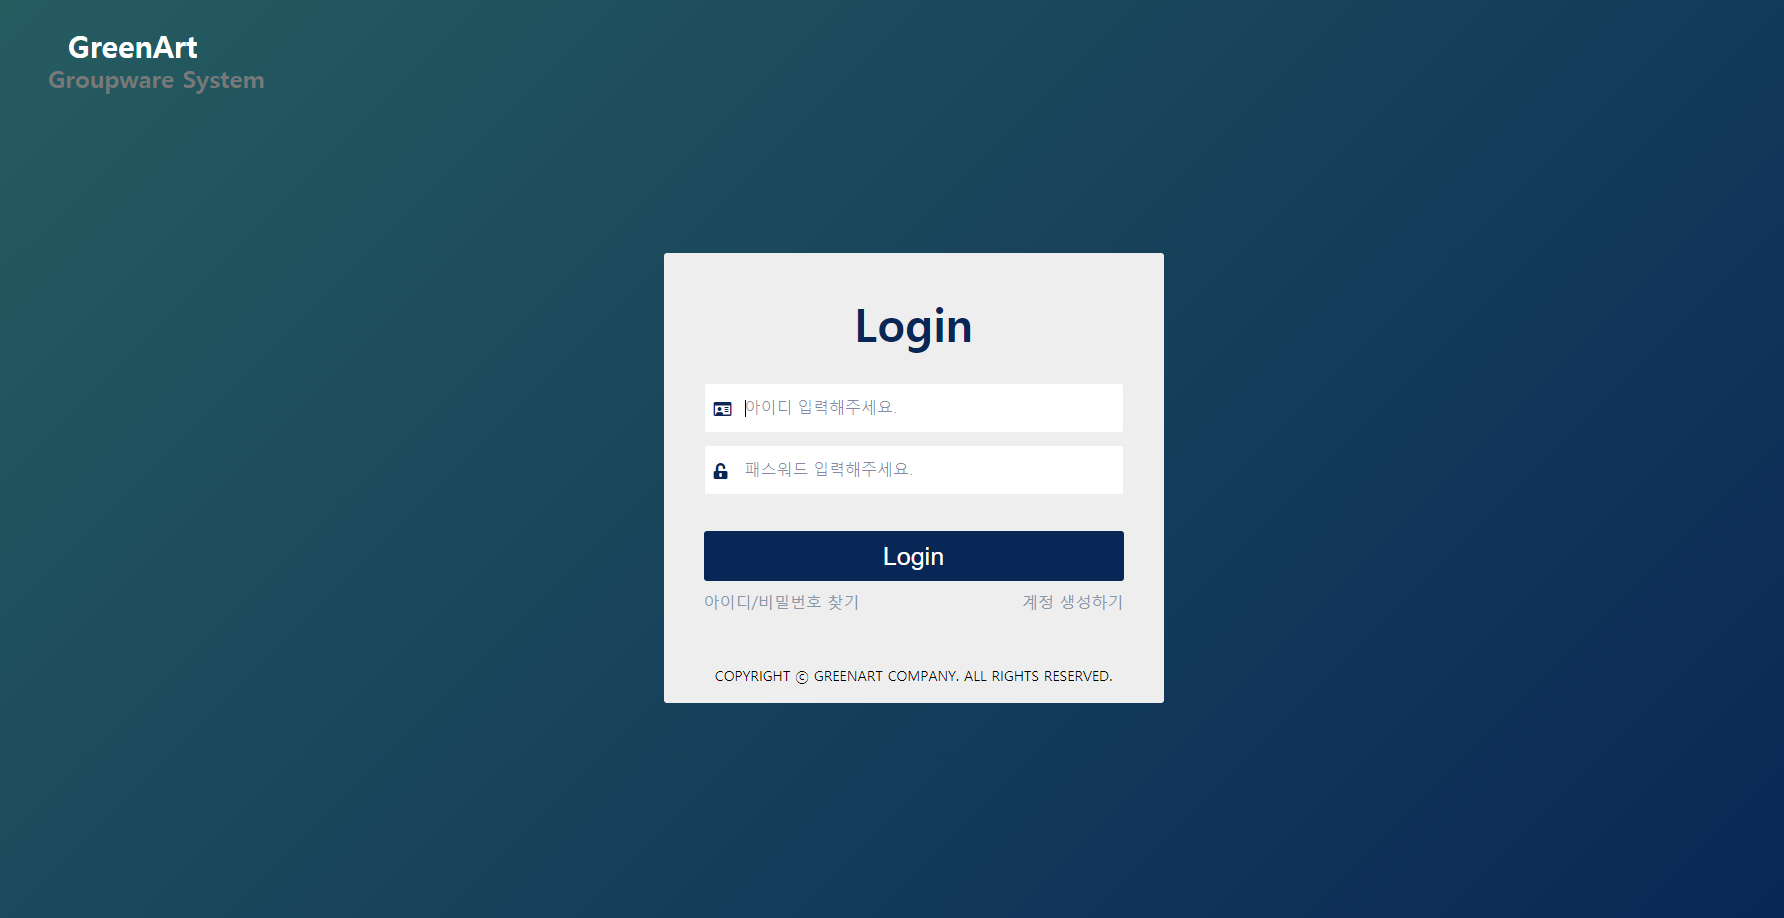 GreenArt
Groupware System
Login
아이디 입력해주세요.
패스워드 입력해주세요.
Login
아이디/비밀번호 찾기
계정 생성하기
COPYRIGHT ⓒ GREENART COMPANY. ALL RIGHTS RESERVED.